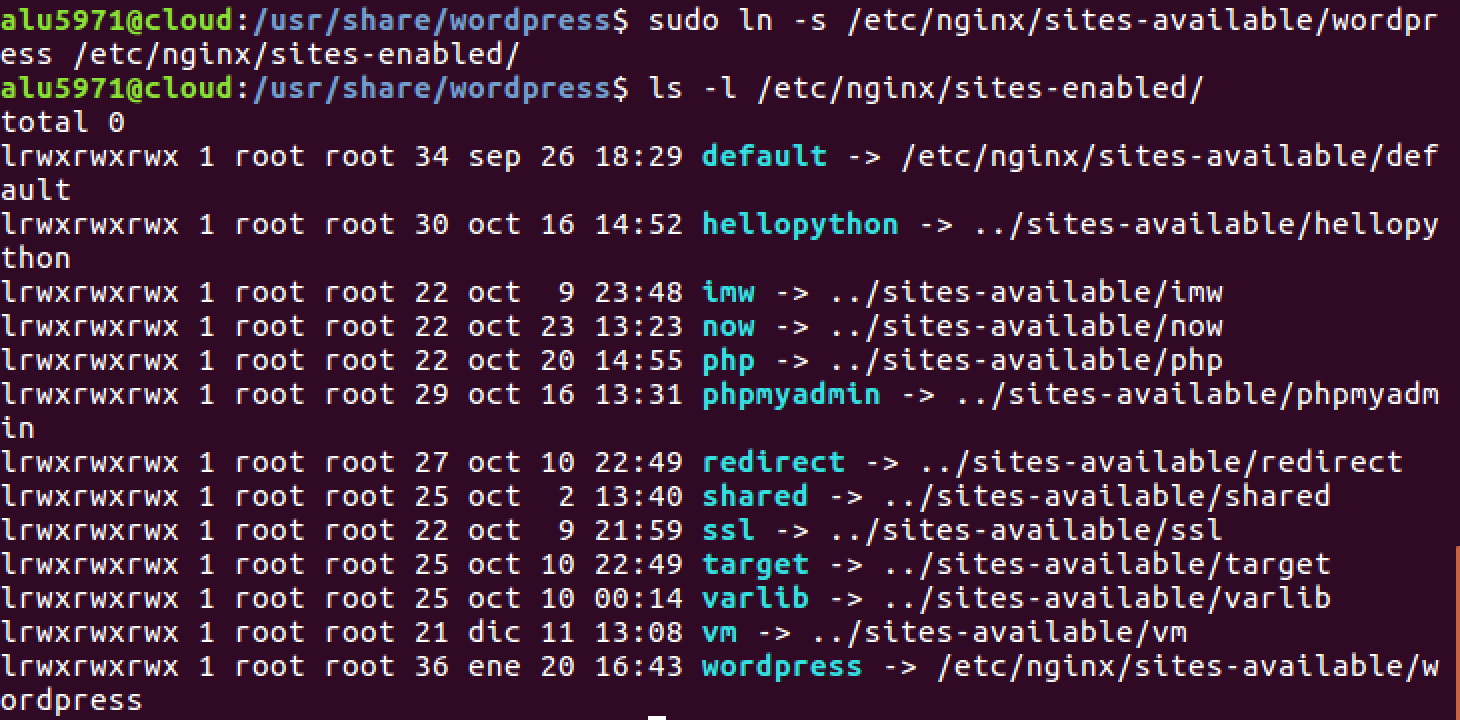 alu5971@cloud:/usr/share/wordpress$ sudo ln -s /etc/nginx/sites-available/wordpr
ess /etc/nginx/sites-enabled/
alu5971@cloud:/usr/share/wordpress$ ls -l /etc/nginx/sites-enabled/
total 0
lrwxrwxrwx 1 root root 34 sep 26 18:29 default -> /etc/nginx/sites-available/def
ault
lrwxrwxrwx 1 root root 30 oct 16 14:52 hellopython -> ../sites-available/hellopy
thon
lrwxrwxrwx 1 root root 22 oct  9 23:48 imw -> ../sites-available/imw
lrwxrwxrwx 1 root root 22 oct 23 13:23 now -> ../sites-available/now
lrwxrwxrwx 1 root root 22 oct 20 14:55 php -> ../sites-available/php
lrwxrwxrwx 1 root root 29 oct 16 13:31 phpmyadmin -> ../sites-available/phpmyadm
in
lrwxrwxrwx 1 root root 27 oct 10 22:49 redirect -> ../sites-available/redirect
lrwxrwxrwx 1 root root 25 oct  2 13:40 shared -> ../sites-available/shared
lrwxrwxrwx 1 root root 22 oct  9 21:59 ssl -> ../sites-available/ssl
lrwxrwxrwx 1 root root 25 oct 10 22:49 target -> ../sites-available/target
lrwxrwxrwx 1 root root 25 oct 10 00:14 varlib -> ../sites-available/varlib
lrwxrwxrwx 1 root root 21 dic 11 13:08 vm -> ../sites-available/vm
lrwxrwxrwx 1 root root 36 ene 20 16:43 wordpress -> /etc/nginx/sites-available/w
ordpress